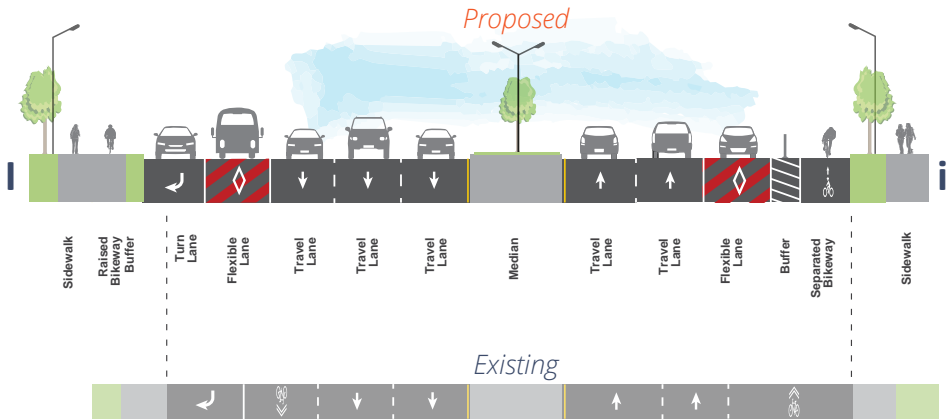 Proposed
I
i
Sidewalk
Raised
Bikeway
Buffer
Turn
Lane
Flexible
Lane
Travel
Lane
Travel
Lane
Travel
Lane
Median
Travel
Lane
Travel
Lane
Flexible
Lane
Buffer
Separated
Bikeway
Sidewalk
Existing